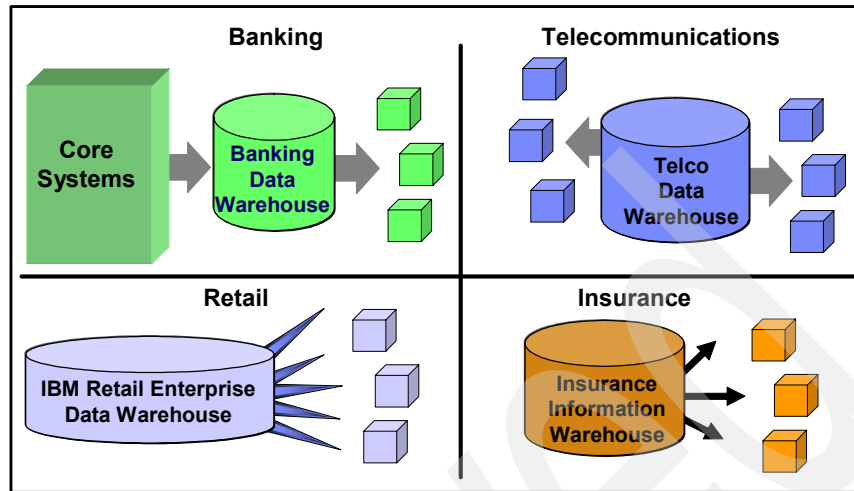 Banking
Core
Systems
Banking
Data
Warehouse
Telecommunications
Telco
Data
Warehouse
Retail
IBM Retail Enterprise
Data Warehouse
Insurance
Insurance
Information
Warehouse